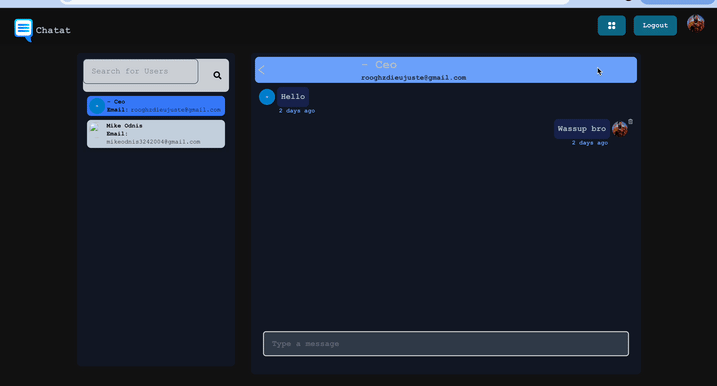 Chatat
Logout
Search for Users
- Ceo
Email: rooghzdieujuste@gmail.com
Mike Odnis
Email:
mikeodnis3242004@gmail.com
- Ceo
rooghzdieujuste@gmail.com
Hello
2 days ago
Wassup bro
2 days ago
Type a message